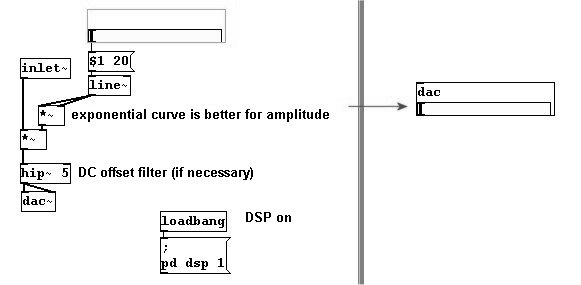 $1 20
inlet~
line~
*~
exponential curve is better for amplitude
*~
hip~ 5
DC offset filter (if necessary)
dac~
loadbang
DSP on
;
pd dsp 1
dac